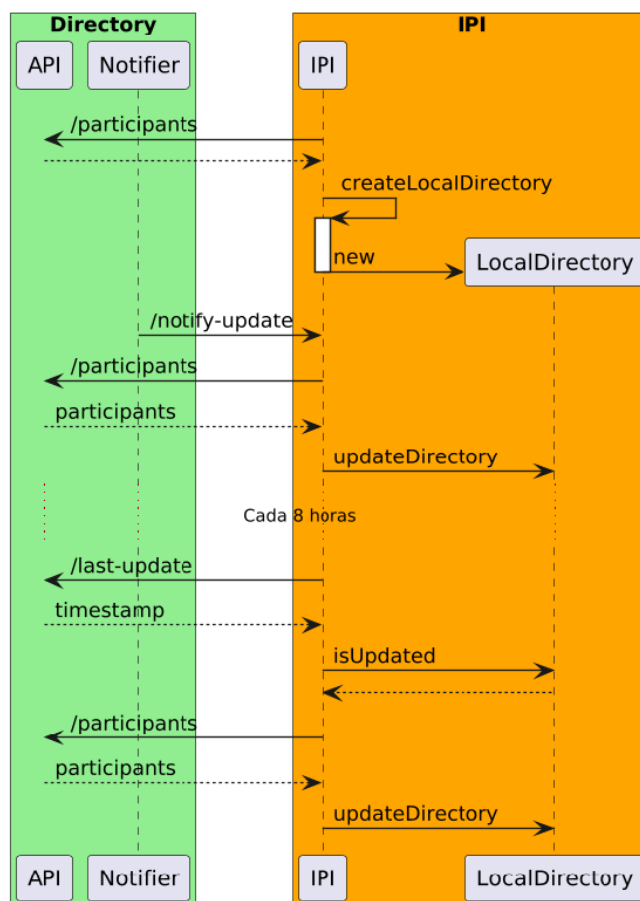 Directory
IPI
API
Notifier
IPI
/participants
createLocalDirectory
new
LocalDirectory
/notify-update
/participants
participants
updateDirectory
Cada 8 horas
/last-update
timestamp
isUpdated
/participants
participants
updateDirectory
API
Notifier
IPI
LocalDirectory